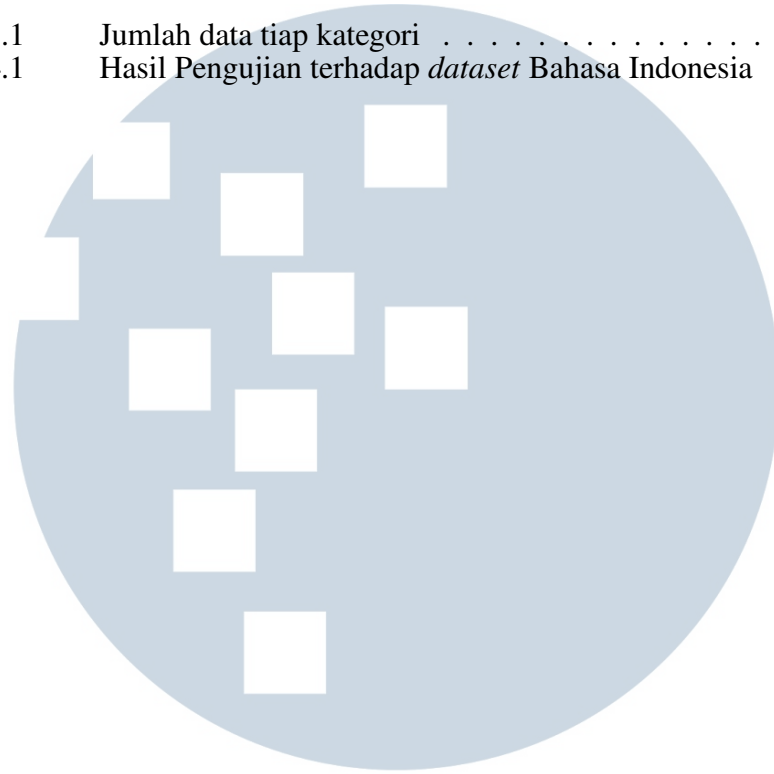 .1 Jumlah data tiap kategori . . . . . . . . . . . . . .
.1 Hasil Pengujian terhadap dataset Bahasa Indonesia